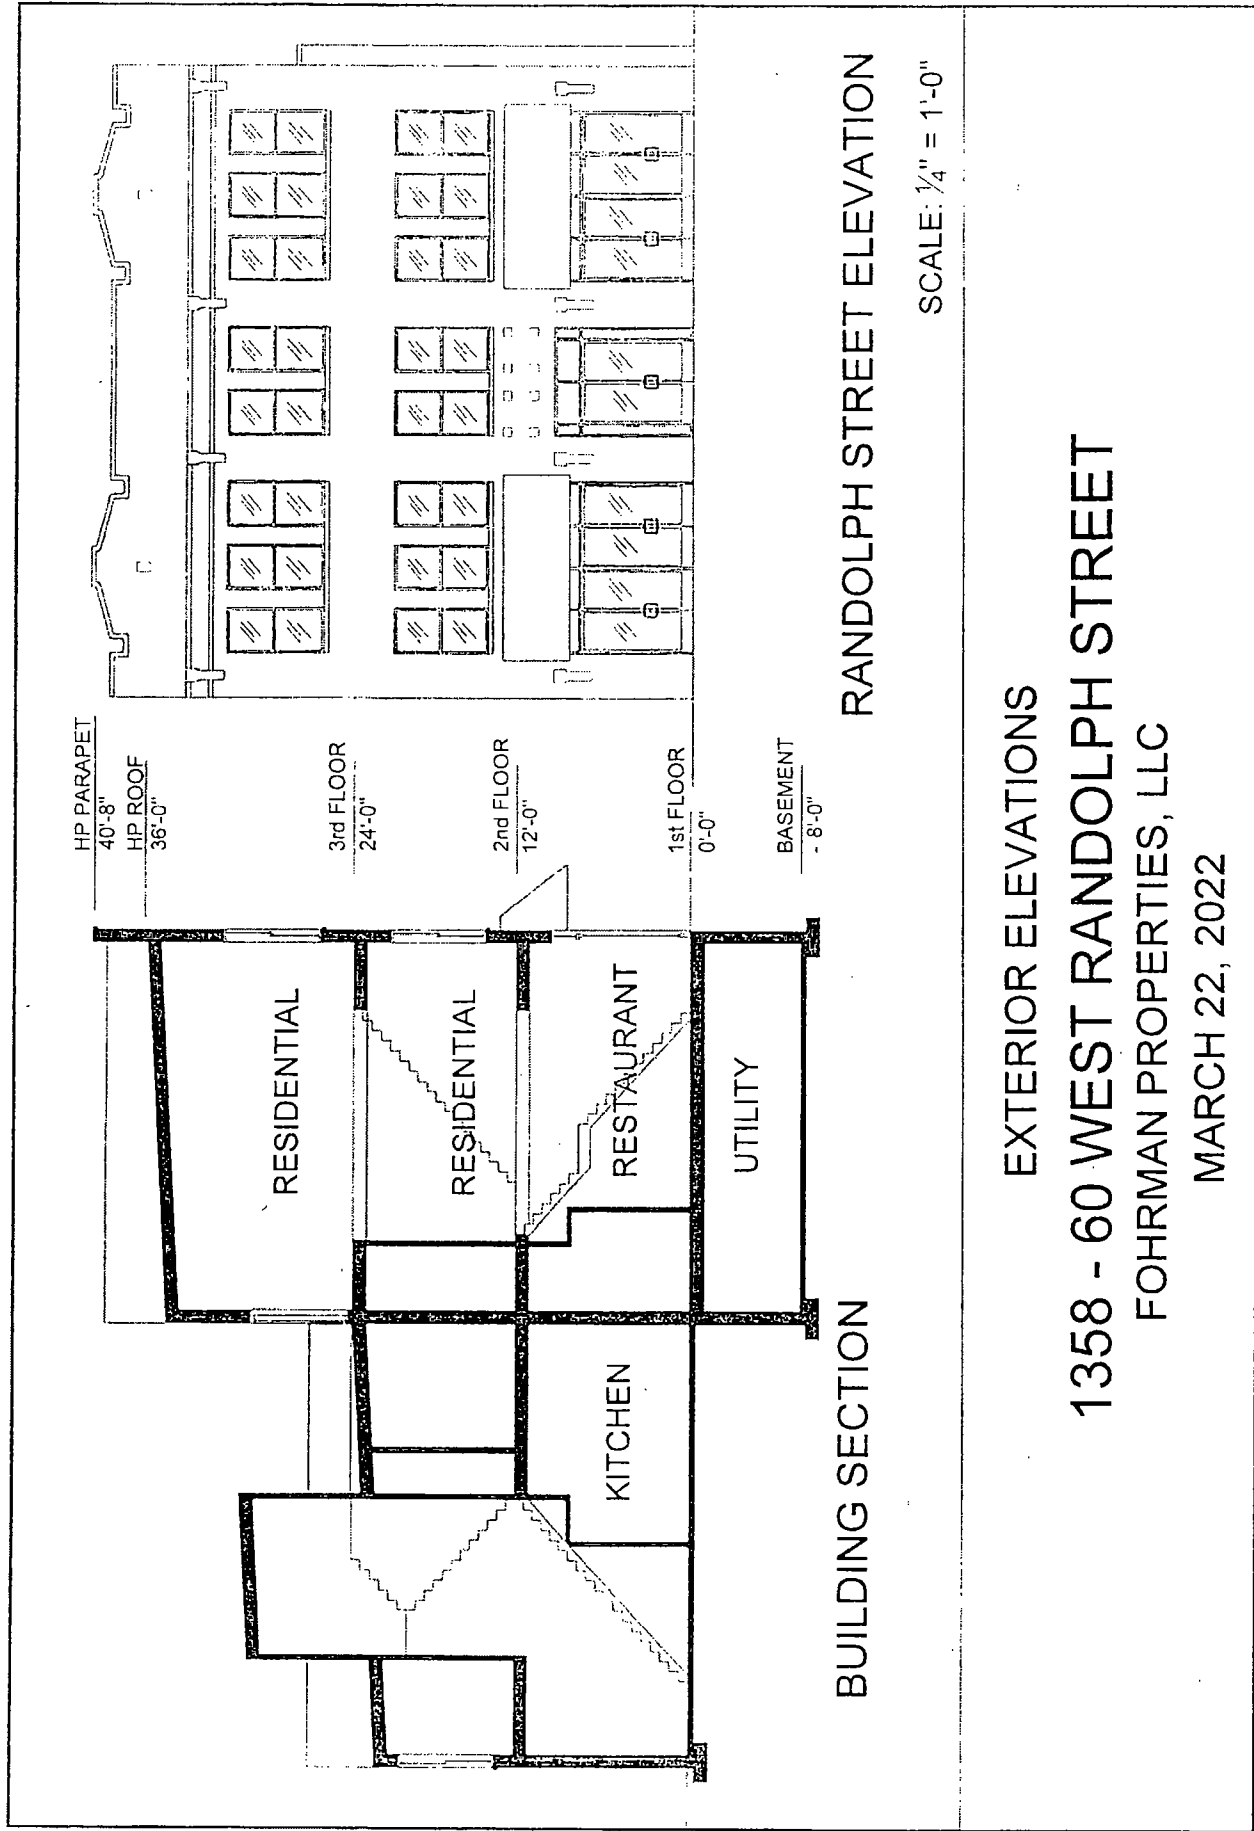 HP PARAPET
40'-8"
HP ROOF
36'-0"
3rd FLOOR
24'-0"
2nd FLOOR
12'-0"
1st FLOOR
0'-0"
BASEMENT
- 8'-0"
RESIDENTIAL
RESIDENTIAL
RESTAURANT
UTILITY
KITCHEN
BUILDING SECTION
RANDOLPH STREET ELEVATION
SCALE: ¼" = 1'-0"
EXTERIOR ELEVATIONS
1358 - 60 WEST RANDOLPH STREET
FOHRMAN PROPERTIES, LLC
MARCH 22, 2022